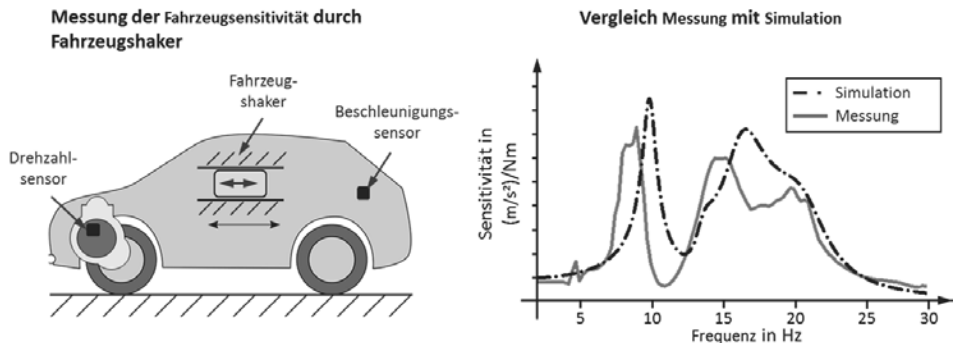 Messung der Fahrzeugsensitivität durch
Fahrzeugshaker
Fahrzeug-
shaker
Beschleunigungs-
sensor
Drehzahl-
sensor
Vergleich Messung mit Simulation
Simulation
Messung
Sensitivität in
(m/s²)/Nm
5
10
15
20
25
30
Frequenz in Hz